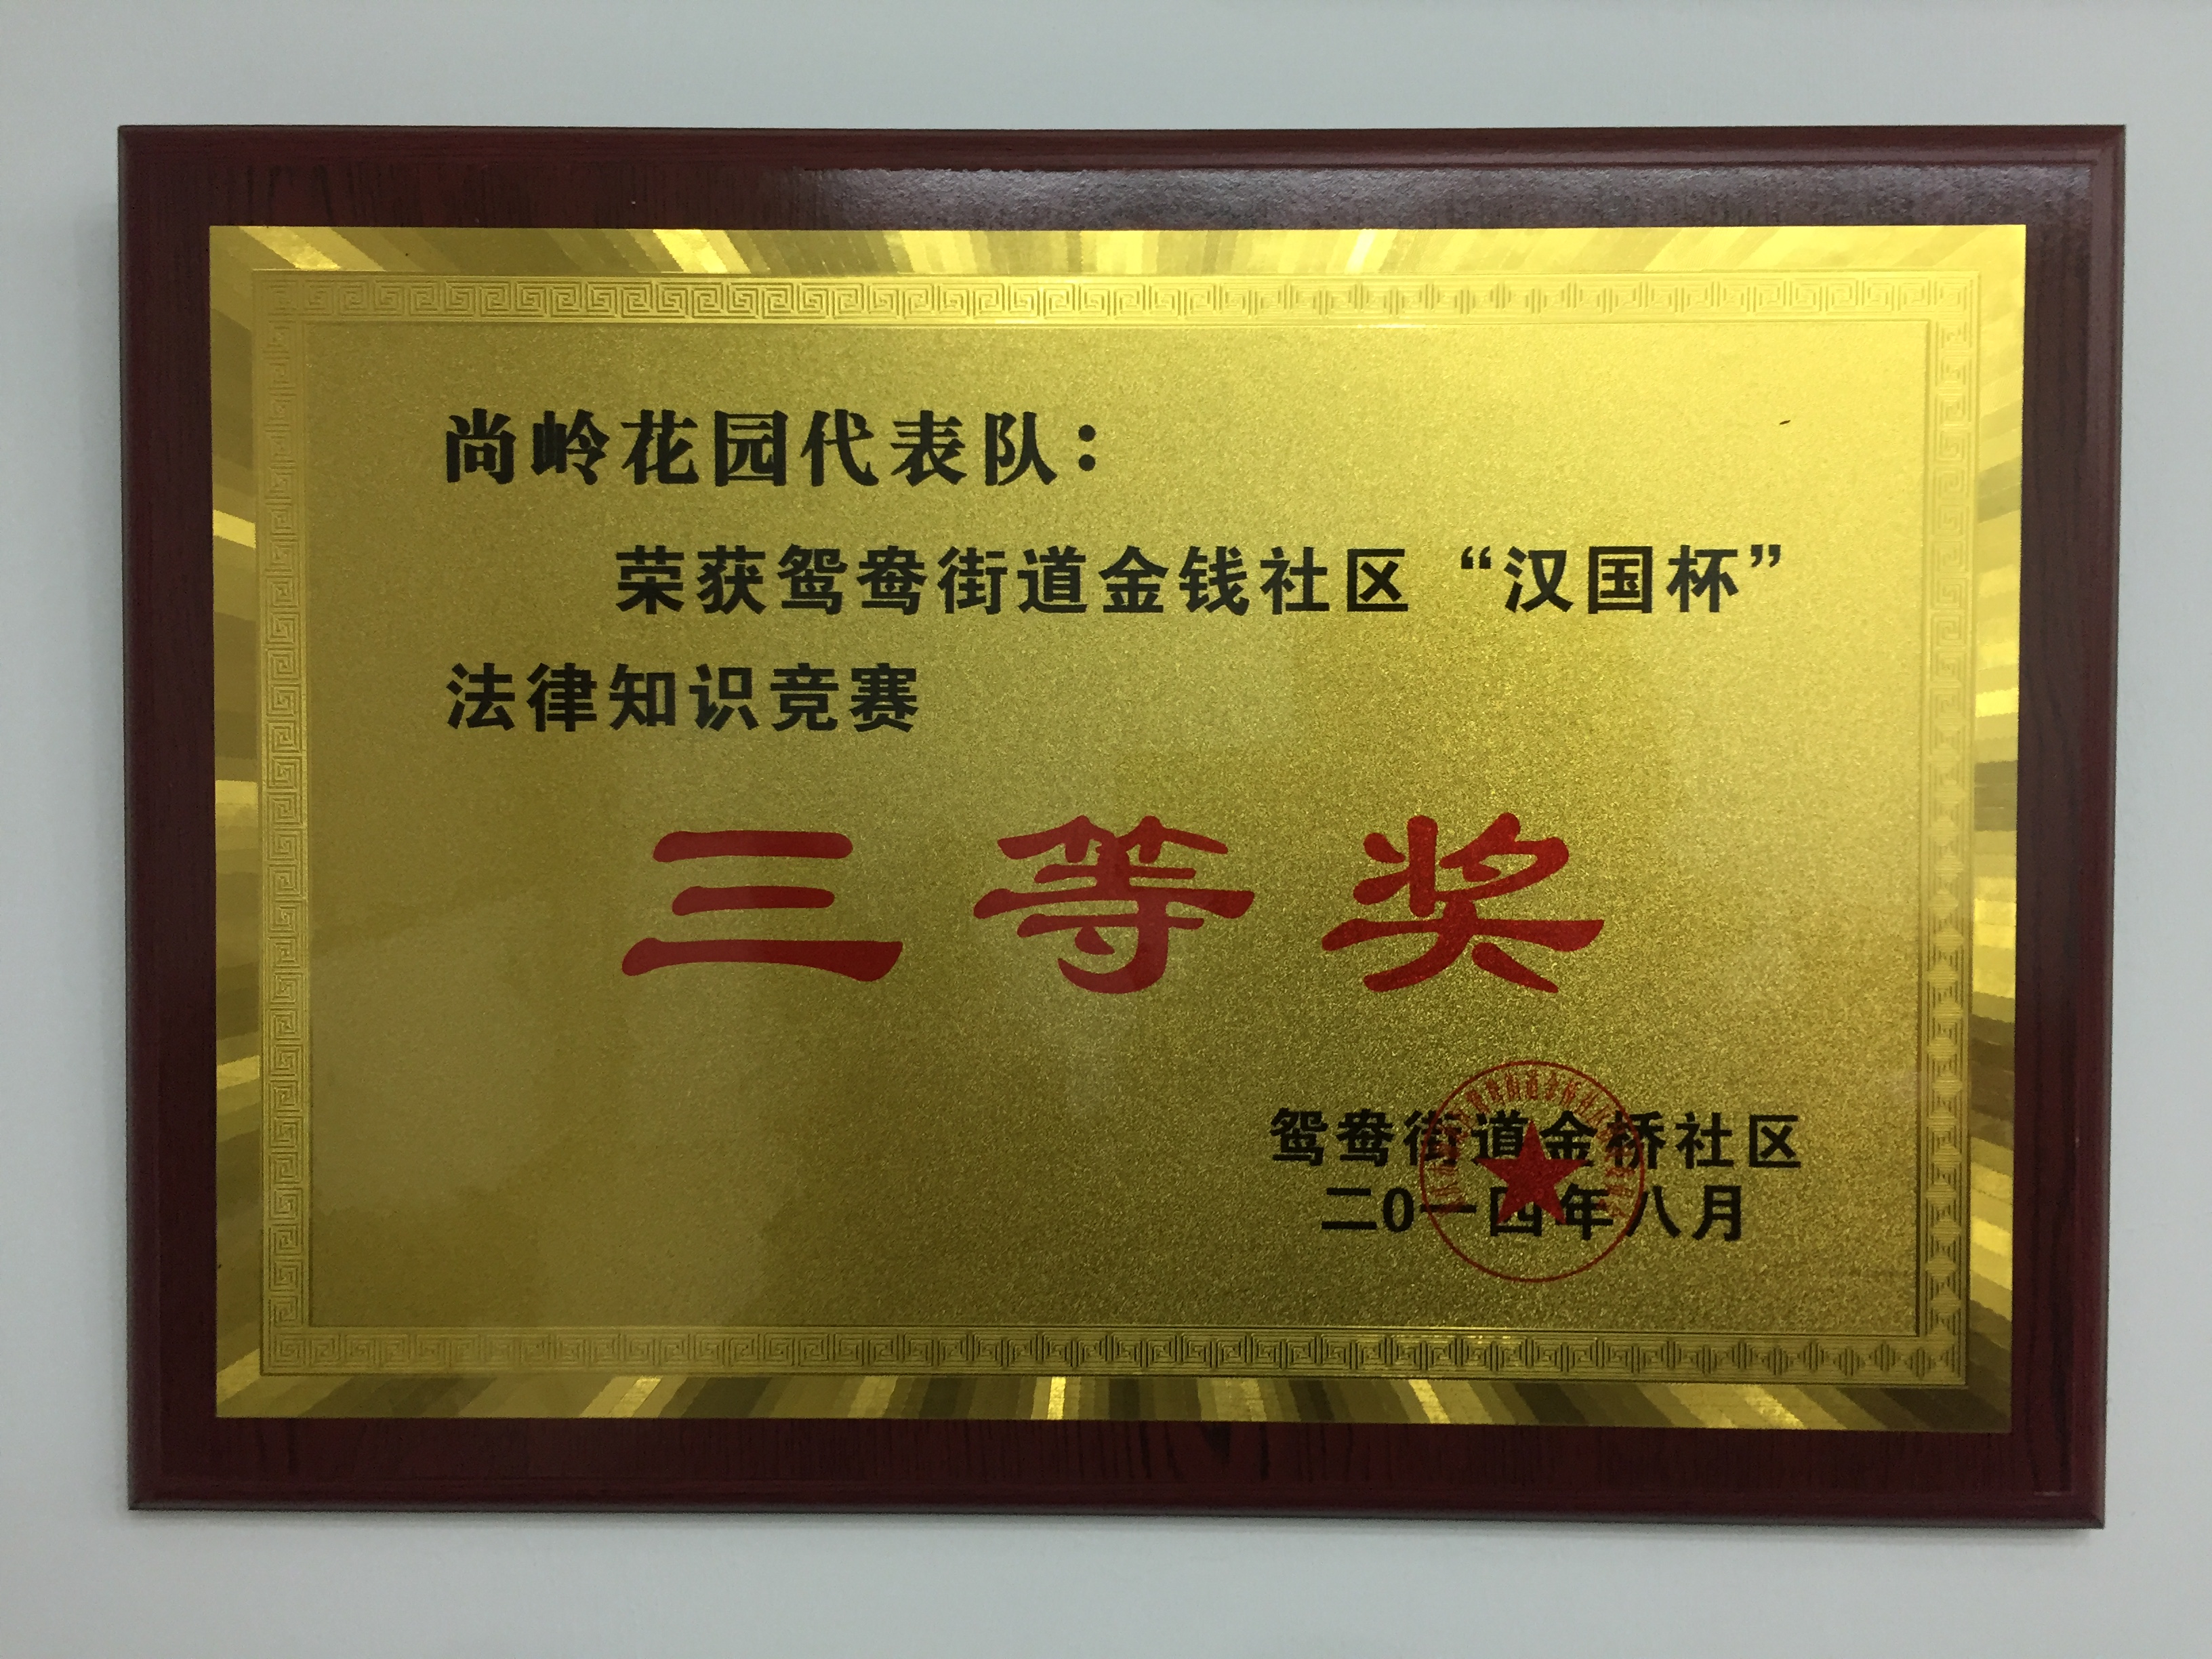 尚岭花园代表队：
荣获鸳鸯街道金钱社区“汉国杯”
法律知识竞赛
三等奖
鸳鸯街道金桥社区
二0一四年八月